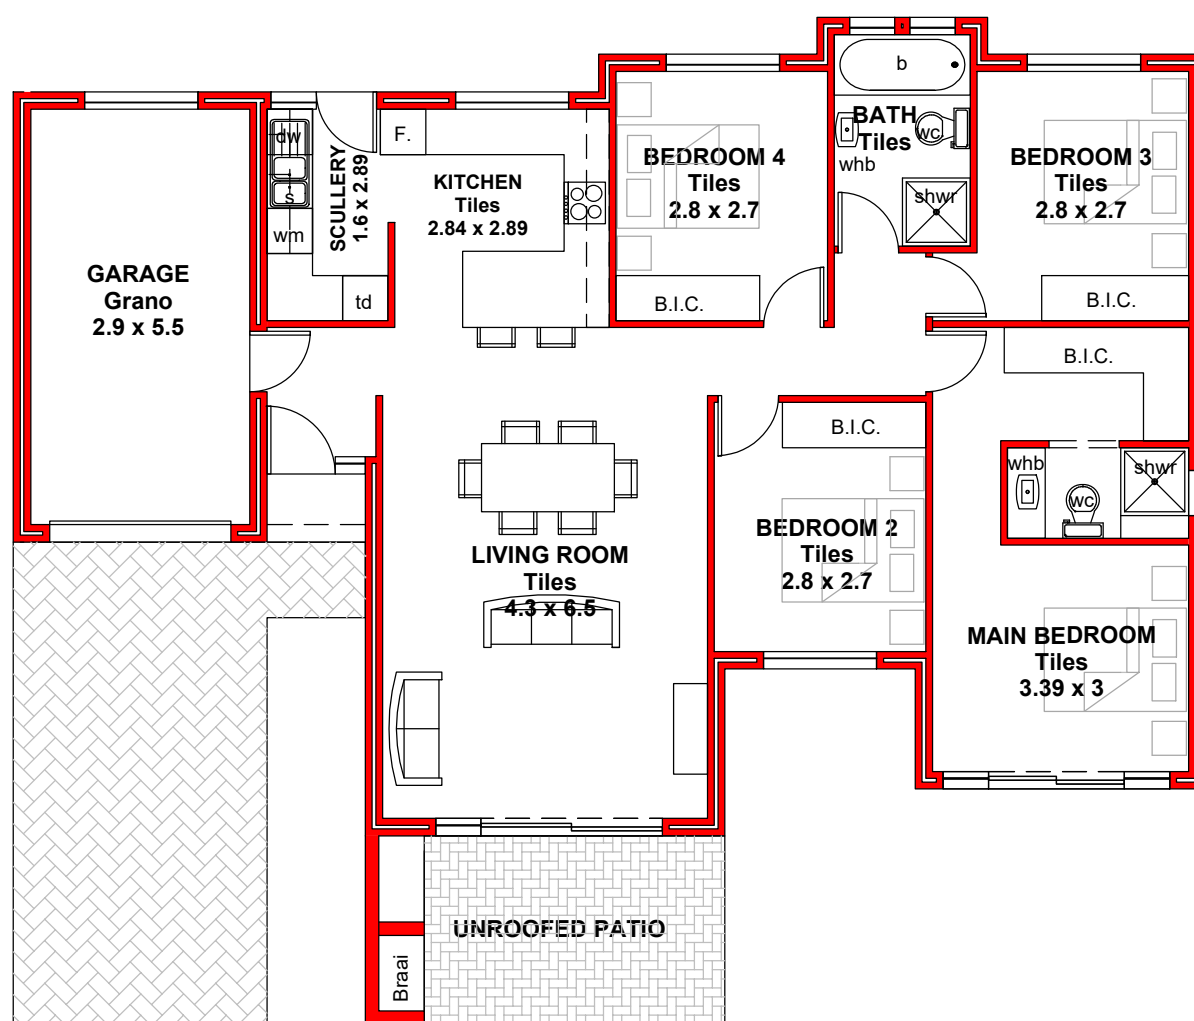 b
BATH
Tiles
wc
whb
shwr
dw
s
wm
td
SCULLERY
1.6 x 2.89
F.
KITCHEN
Tiles
2.84 x 2.89
BEDROOM 4
Tiles
2.8 x 2.7
B.I.C.
BEDROOM 3
Tiles
2.8 x 2.7
B.I.C.
GARAGE
Grano
2.9 x 5.5
B.I.C.
B.I.C.
whb
wc
shwr
BEDROOM 2
Tiles
2.8 x 2.7
LIVING ROOM
Tiles
4.3 x 6.5
MAIN BEDROOM
Tiles
3.39 x 3
UNROOFED PATIO
Braai